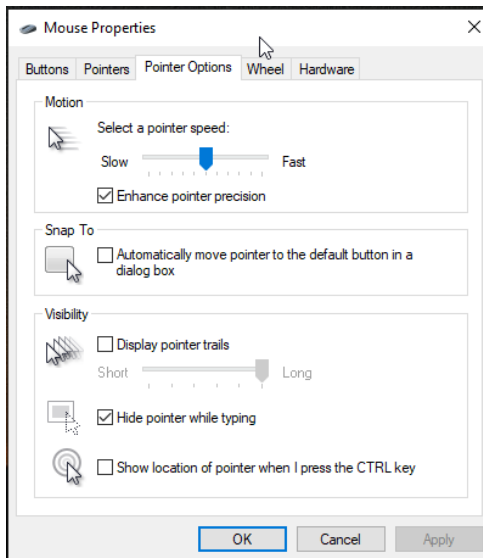 Mouse Properties
Buttons Pointers Pointer Options Wheel Hardware
Motion
Select a pointer speed:
Slow Fast
Enhance pointer precision
Snap To
Automatically move pointer to the default button in a
dialog box
Visibility
Display pointer trails
Short Long
Hide pointer while typing
Show location of pointer when I press the CTRL key
OK Cancel Apply